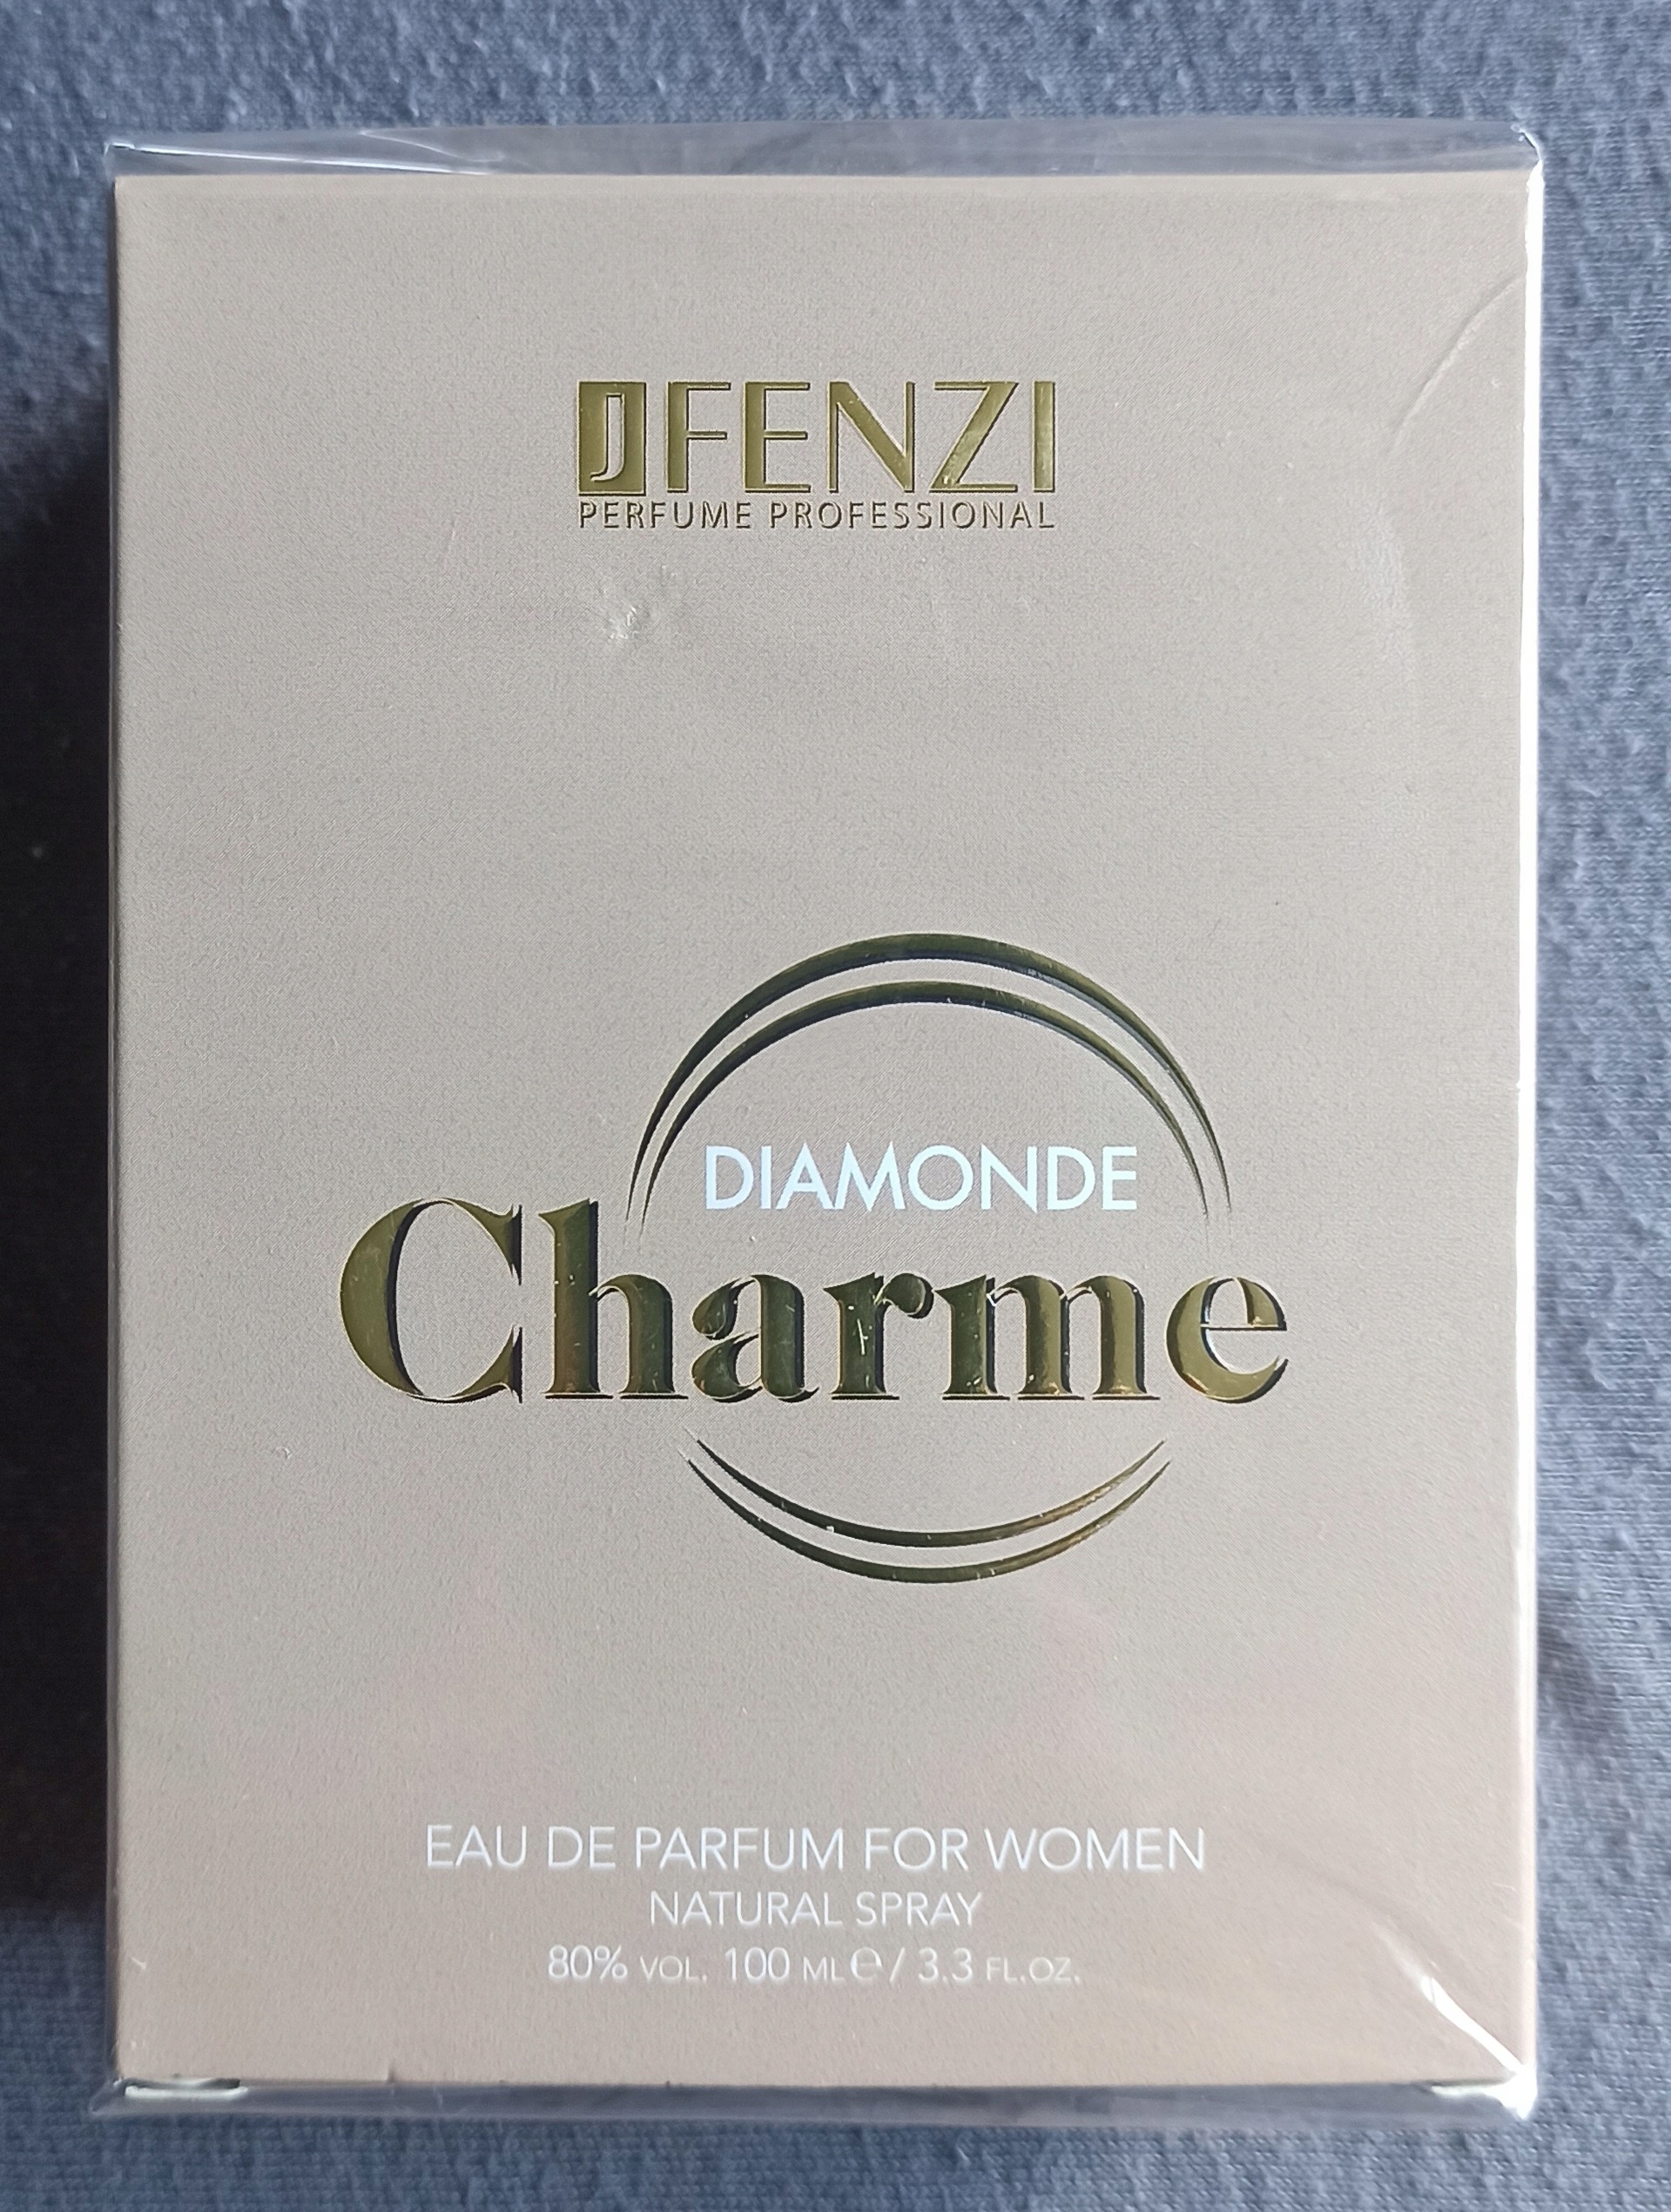 J FENZI
PERFUME PROFESSIONAL
DIAMONDE
Charme
EAU DE PARFUM FOR WOMEN
NATURAL SPRAY
80% VOL. 100 ML ℮ / 3.3 FL.OZ.